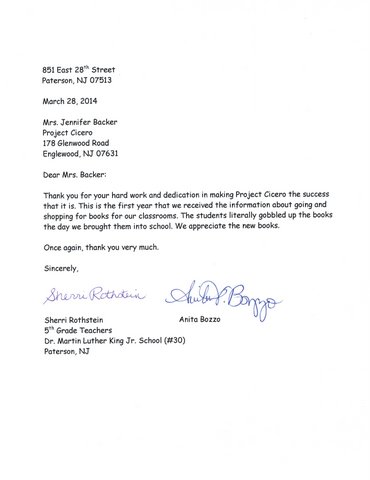 851 East 28th Street
Paterson, NJ 07513
March 28, 2014
Mrs. Jennifer Backer
Project Cicero
178 Glenwood Road
Englewood, NJ 07631
Dear Mrs. Backer:
Thank you for your hard work and dedication in making Project Cicero the success
that it is. This is the first year that we received the information about going and
shopping for books for our classrooms. The students literally gobbled up the books
the day we brought them into school. We appreciate the new books.
Once again, thank you very much.
Sincerely,
Sherri Rothstein Anita P. Bozzo
Sherri Rothstein Anita Bozzo
5th Grade Teachers
Dr. Martin Luther King Jr. School (#30)
Paterson, NJ